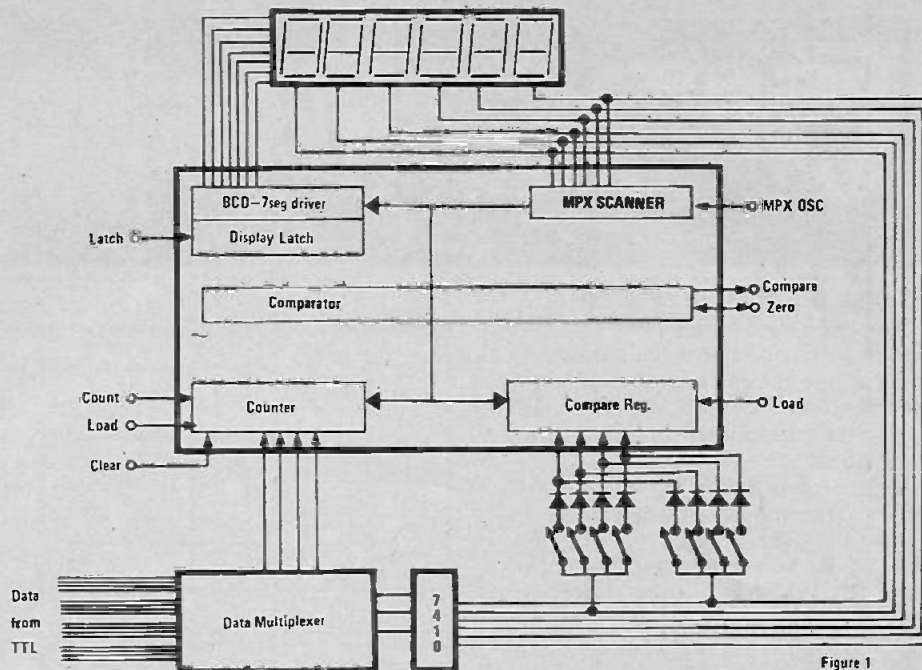 BCD–7seg driver
MPX SCANNER
MPX OSC
Latch
Display Latch
Comparator
Compare
Zero
Count
Counter
Compare Reg.
Load
Load
Clear
Data
from
TTL
Data Multiplexer
7
4
1
0
Figure 1